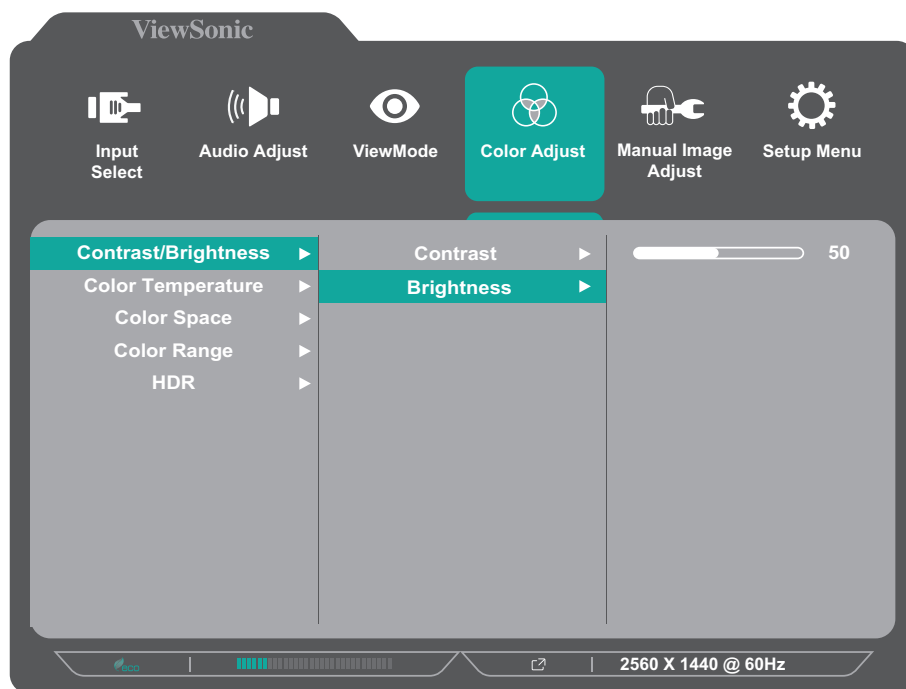 ViewSonic
Input
Select
Audio Adjust
ViewMode
Color Adjust
Manual Image
Adjust
Setup Menu
Contrast/Brightness
Color Temperature
Color Space
Color Range
HDR
Contrast
Brightness
50
eco
2560 X 1440 @ 60Hz